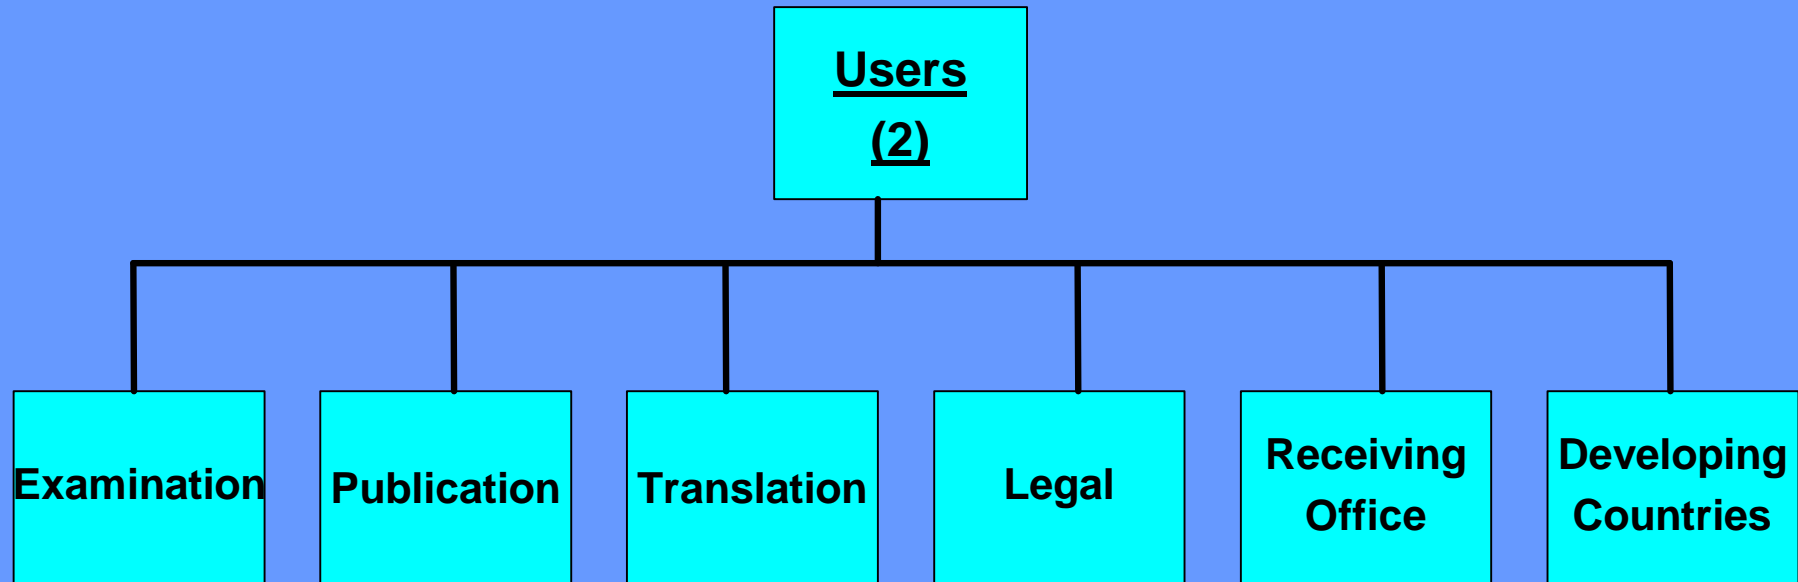 Users
(2)
Examination
Publication
Translation
Legal
Receiving
Office
Developing
Countries